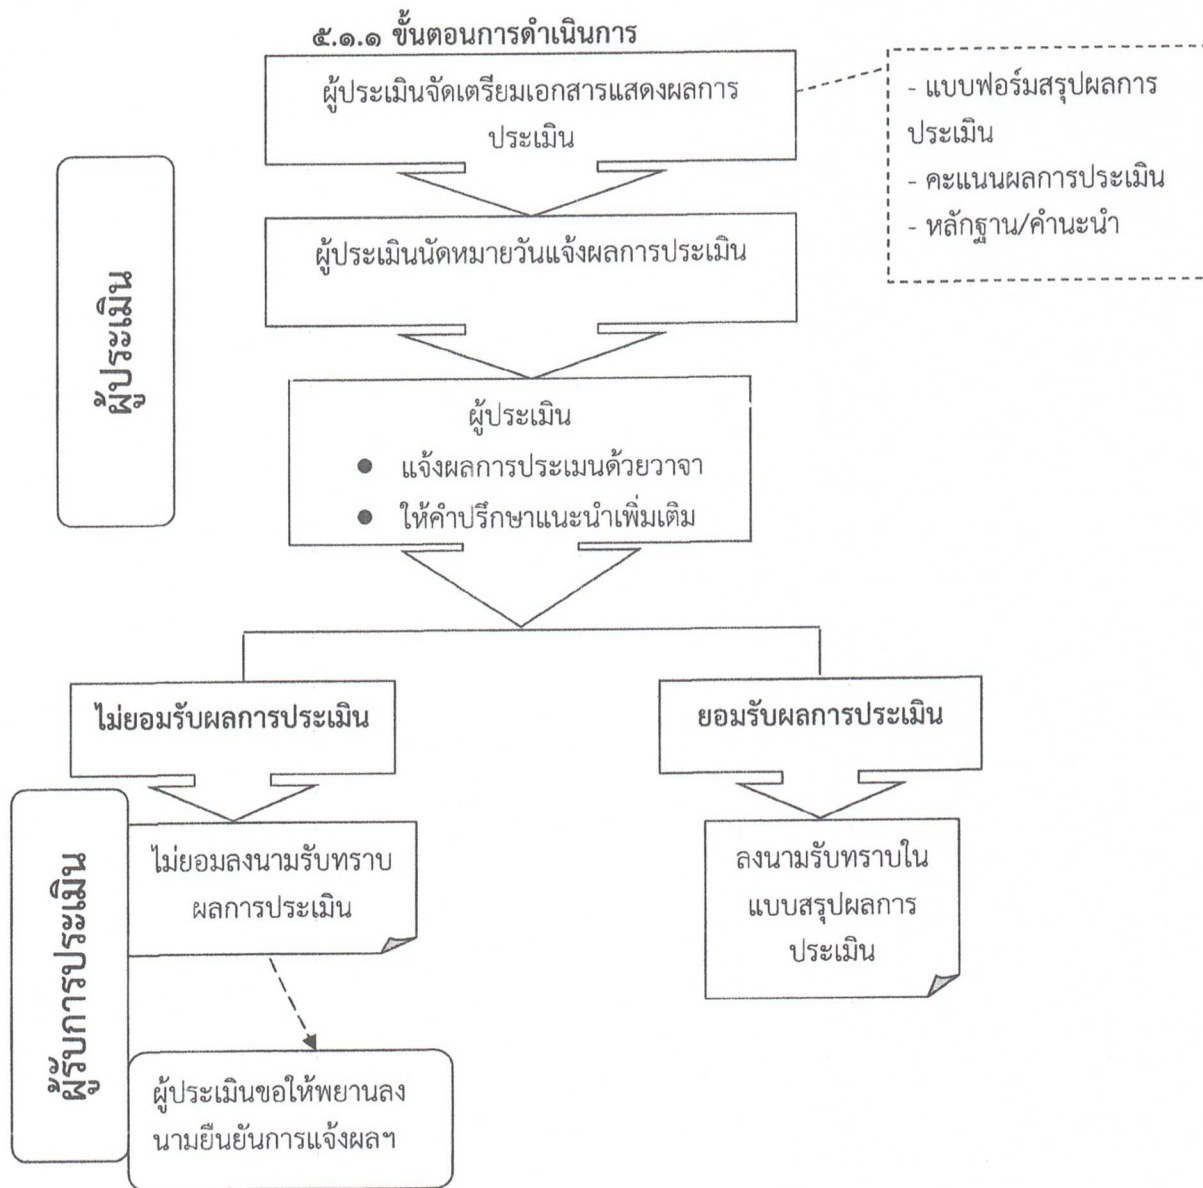 ๕.๑.๑ ขั้นตอนการดำเนินการ
ผู้ประเมินจัดเตรียมเอกสารแสดงผลการ
ประเมิน
- แบบฟอร์มสรุปผลการ
ประเมิน
- คะแนนผลการประเมิน
- หลักฐาน/คำนะนำ
ผู้ประเมิน
ผู้ประเมินนัดหมายวันแจ้งผลการประเมิน
ผู้ประเมิน
● แจ้งผลการประเมนด้วยวาจา
● ให้คำปรึกษาแนะนำเพิ่มเติม
ไม่ยอมรับผลการประเมิน
ยอมรับผลการประเมิน
ผู้รับการประเมิน
ไม่ยอมลงนามรับทราบ
ผลการประเมิน
ลงนามรับทราบใน
แบบสรุปผลการ
ประเมิน
ผู้ประเมินขอให้พยานลง
นามยืนยันการแจ้งผลฯ